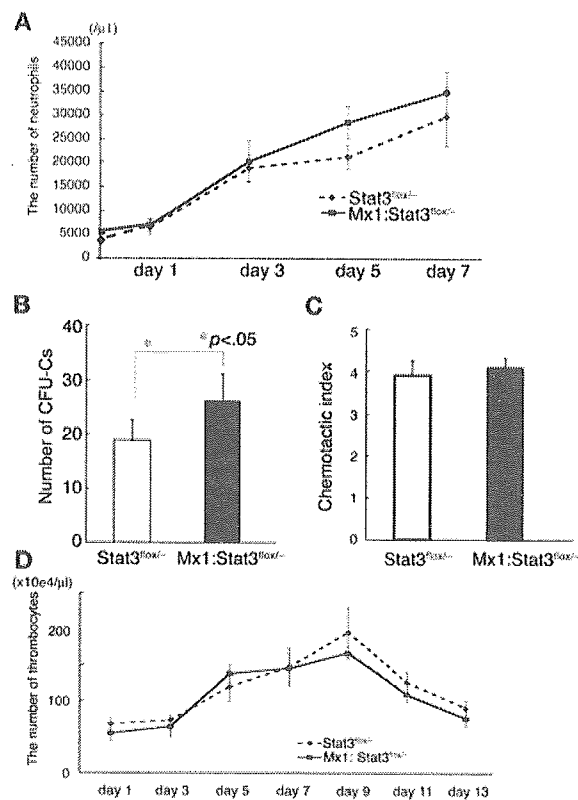 A
(/μl)
The number of neutrophils
45000
40000
35000
30000
25000
20000
15000
10000
5000
0
Stat3flox/−
Mx1:Stat3flox/−
day 1
day 3
day 5
day 7
B
Number of CFU-Cs
40
30
20
10
0
*
*p<.05
Stat3flox/−
Mx1:Stat3flox/−
C
Chemotactic index
5
4
3
2
1
0
Stat3flox/−
Mx1:Stat3flox/−
D
(x10e4/μl)
The number of thrombocytes
200
100
0
Stat3flox/−
Mx1: Stat3flox/−
day 1
day 3
day 5
day 7
day 9
day 11
day 13